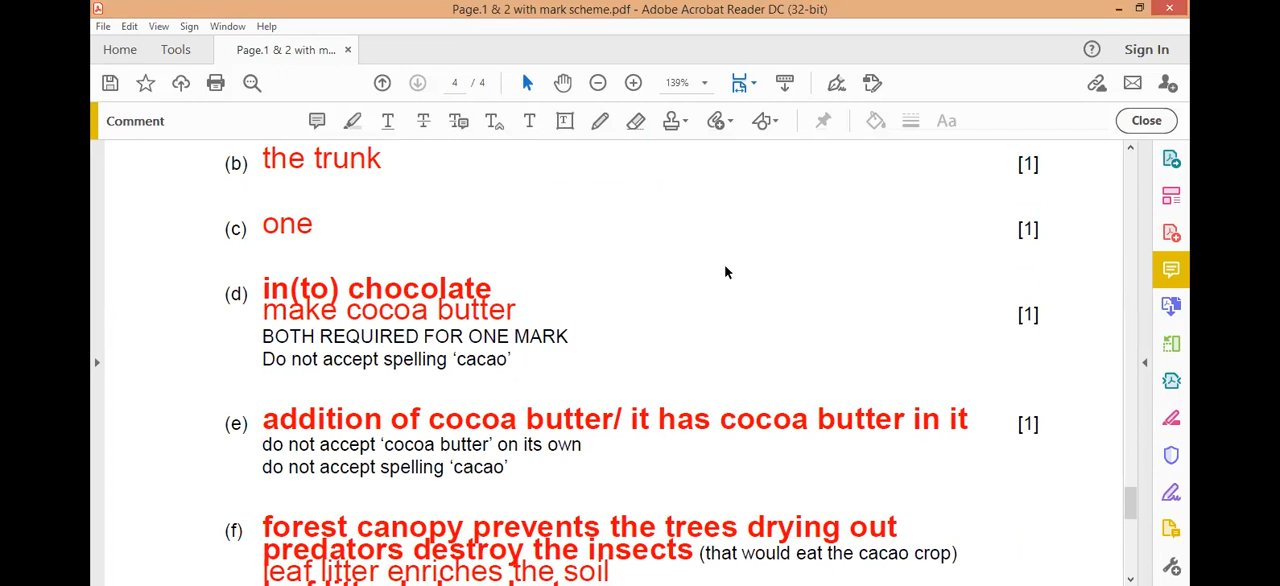 Page.1 & 2 with mark scheme.pdf - Adobe Acrobat Reader DC (32-bit)
File Edit View Sign Window Help
Home Tools Page.1 & 2 with m... × Sign In
4 / 4 139%
Comment Close
(b) the trunk [1]
(c) one [1]
(d) in(to) chocolate
make cocoa butter [1]
BOTH REQUIRED FOR ONE MARK
Do not accept spelling ‘cacao’
(e) addition of cocoa butter/ it has cocoa butter in it [1]
do not accept ‘cocoa butter’ on its own
do not accept spelling ‘cacao’
(f) forest canopy prevents the trees drying out
predators destroy the insects (that would eat the cacao crop)
leaf litter enriches the soil